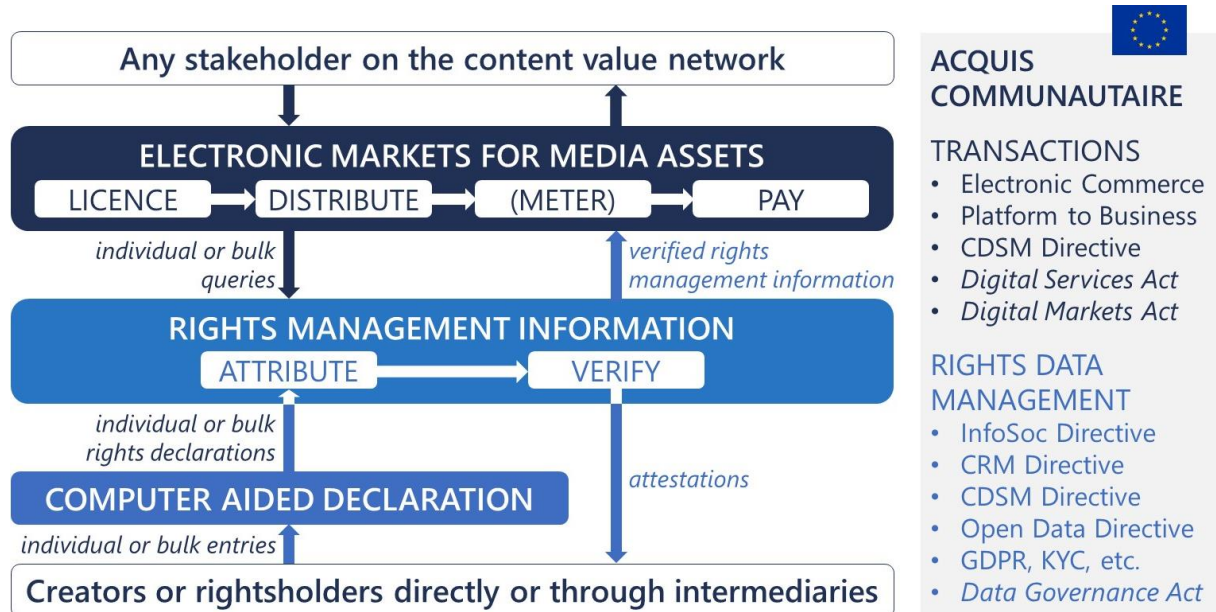 Any stakeholder on the content value network
ELECTRONIC MARKETS FOR MEDIA ASSETS
LICENCE
DISTRIBUTE
(METER)
PAY
individual or bulk
queries
verified rights
management information
RIGHTS MANAGEMENT INFORMATION
ATTRIBUTE
VERIFY
individual or bulk
rights declarations
attestations
COMPUTER AIDED DECLARATION
individual or bulk entries
Creators or rightsholders directly or through intermediaries
ACQUIS
COMMUNAUTAIRE
TRANSACTIONS
• Electronic Commerce
• Platform to Business
• CDSM Directive
• Digital Services Act
• Digital Markets Act
RIGHTS DATA
MANAGEMENT
• InfoSoc Directive
• CRM Directive
• CDSM Directive
• Open Data Directive
• GDPR, KYC, etc.
• Data Governance Act